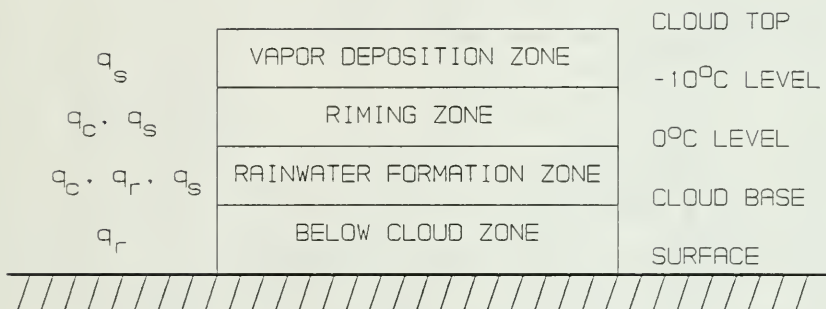 CLOUD TOP
q_s VAPOR DEPOSITION ZONE
-10°C LEVEL
q_c, q_s RIMING ZONE
0°C LEVEL
q_c, q_r, q_s RAINWATER FORMATION ZONE
CLOUD BASE
q_r BELOW CLOUD ZONE
SURFACE